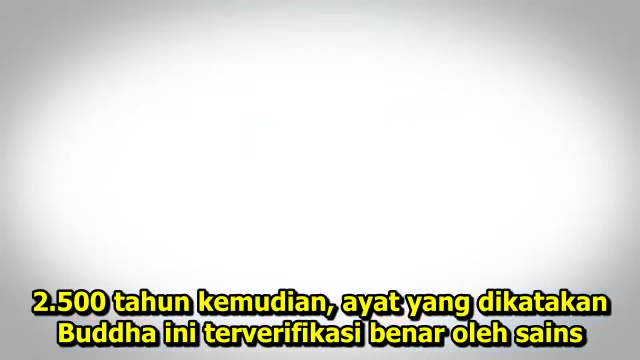 2.500 tahun kemudian, ayat yang dikatakan
Buddha ini terverifikasi benar oleh sains